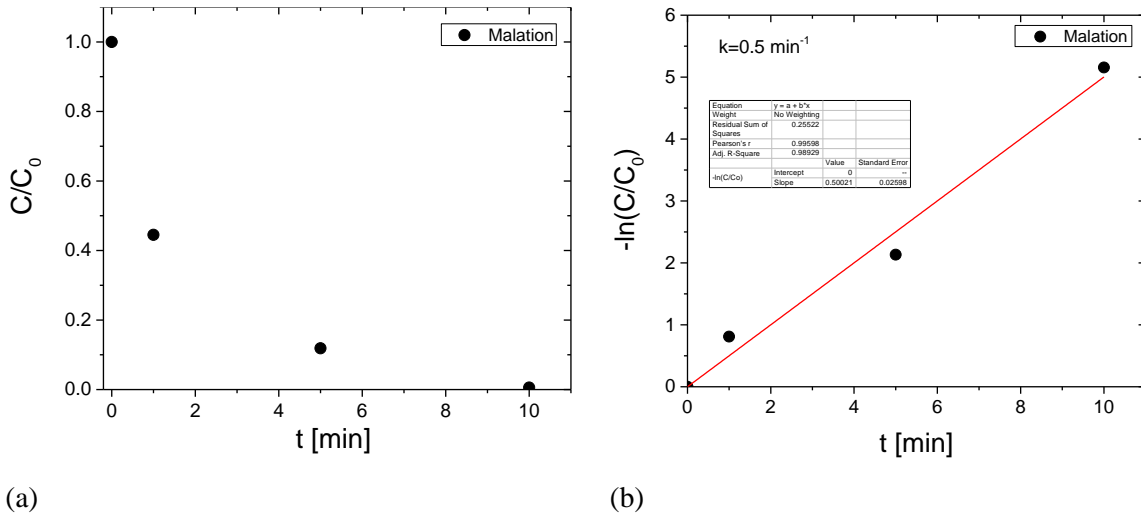 1.0
0.8
0.6
0.4
0.2
0.0
C/C0
Malation
0 2 4 6 8 10
t [min]
(a)
6
5
4
3
2
1
0
-ln(C/C0)
k=0.5 min-1
Malation
Equation y = a + b*x
Weight No Weighting
Residual Sum of
Squares 0.25522
Pearson's r 0.99598
Adj. R-Square 0.98929
Value Standard Error
-ln(C/Co) Intercept 0 --
Slope 0.50021 0.02598
0 2 4 6 8 10
t [min]
(b)